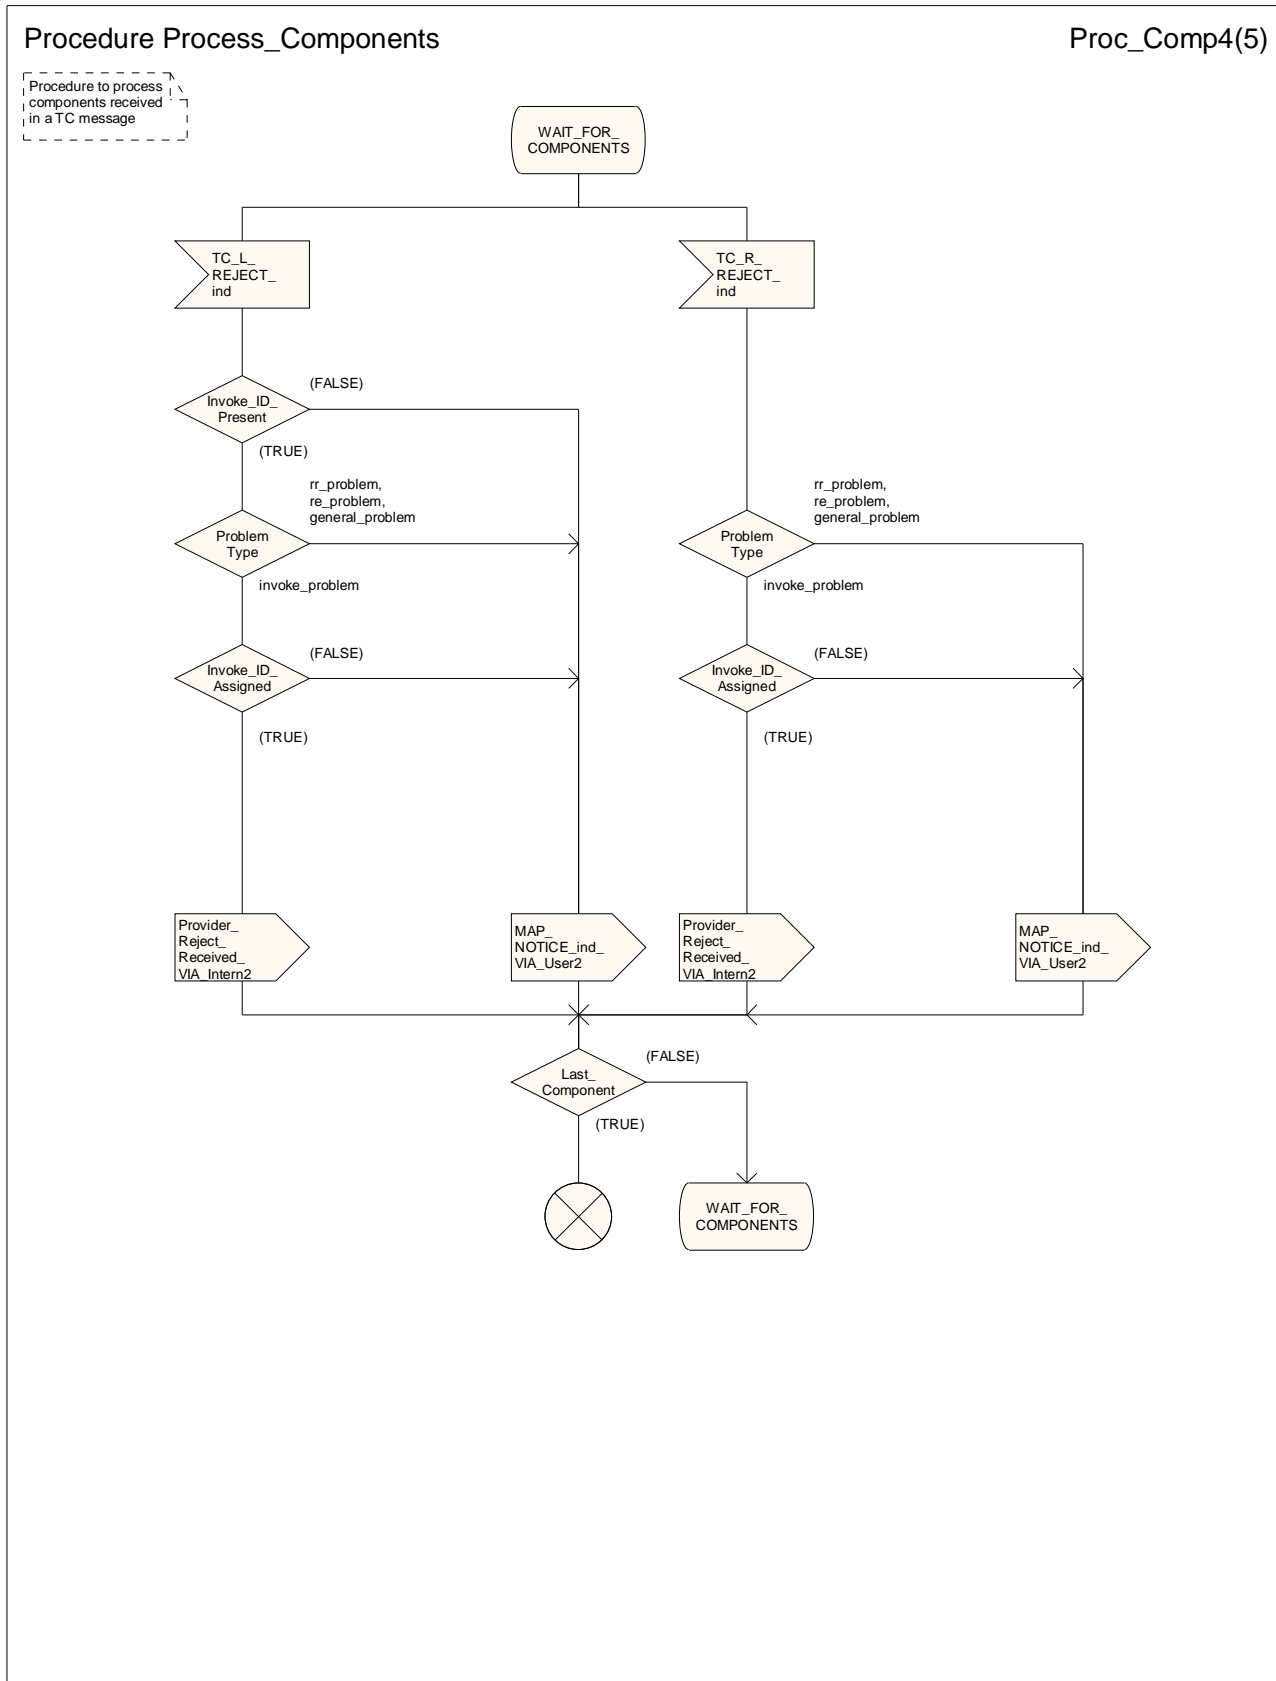 Procedure Process_Components
Proc_Comp4(5)
Procedure to process
components received
in a TC message
WAIT_FOR_
COMPONENTS
TC_L_
REJECT_
ind
TC_R_
REJECT_
ind
(FALSE)
Invoke_ID_
Present
(TRUE)
rr_problem,
re_problem,
general_problem
Problem
Type
invoke_problem
rr_problem,
re_problem,
general_problem
Problem
Type
invoke_problem
(FALSE)
Invoke_ID_
Assigned
(TRUE)
(FALSE)
Invoke_ID_
Assigned
(TRUE)
Provider_
Reject_
Received_
VIA_Intern2
MAP_
NOTICE_ind_
VIA_User2
Provider_
Reject_
Received_
VIA_Intern2
MAP_
NOTICE_ind_
VIA_User2
(FALSE)
Last_
Component
(TRUE)
WAIT_FOR_
COMPONENTS